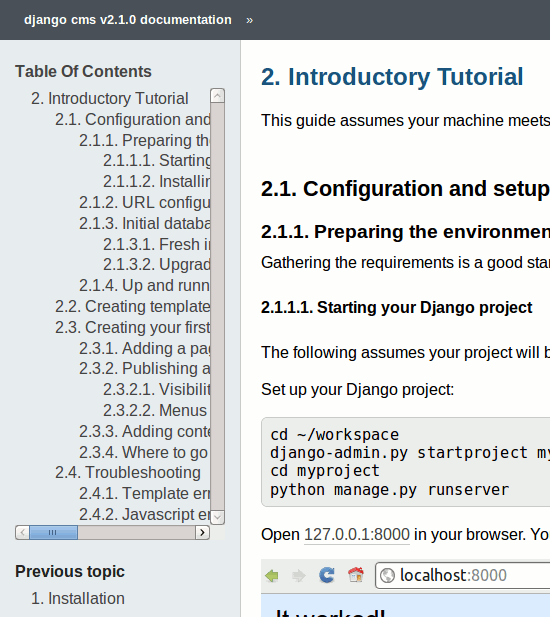 django cms v2.1.0 documentation »
Table Of Contents
2. Introductory Tutorial
2.1. Configuration and
2.1.1. Preparing th
2.1.1.1. Starting
2.1.1.2. Installin
2.1.2. URL configu
2.1.3. Initial databa
2.1.3.1. Fresh i
2.1.3.2. Upgrad
2.1.4. Up and runn
2.2. Creating template
2.3. Creating your first
2.3.1. Adding a pag
2.3.2. Publishing a
2.3.2.1. Visibilit
2.3.2.2. Menus
2.3.3. Adding conte
2.3.4. Where to go
2.4. Troubleshooting
2.4.1. Template err
2.4.2. Javascript er
Previous topic
1. Installation
2. Introductory Tutorial
This guide assumes your machine meets
2.1. Configuration and setup
2.1.1. Preparing the environmen
Gathering the requirements is a good star
2.1.1.1. Starting your Django project
The following assumes your project will b
Set up your Django project:
cd ~/workspace
django-admin.py startproject my
cd myproject
python manage.py runserver
Open 127.0.0.1:8000 in your browser. Yo
localhost:8000
It worked!